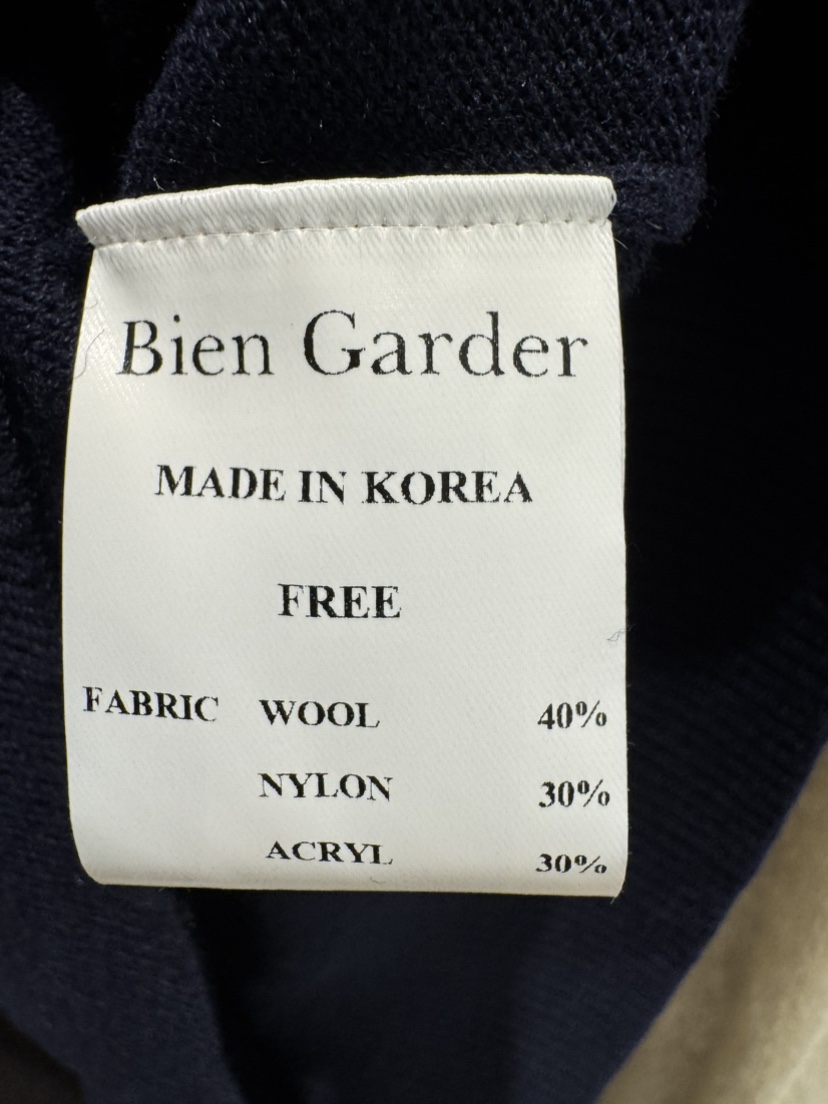 Bien Garder
MADE IN KOREA
FREE
FABRIC WOOL 40%
NYLON 30%
ACRYL 30%